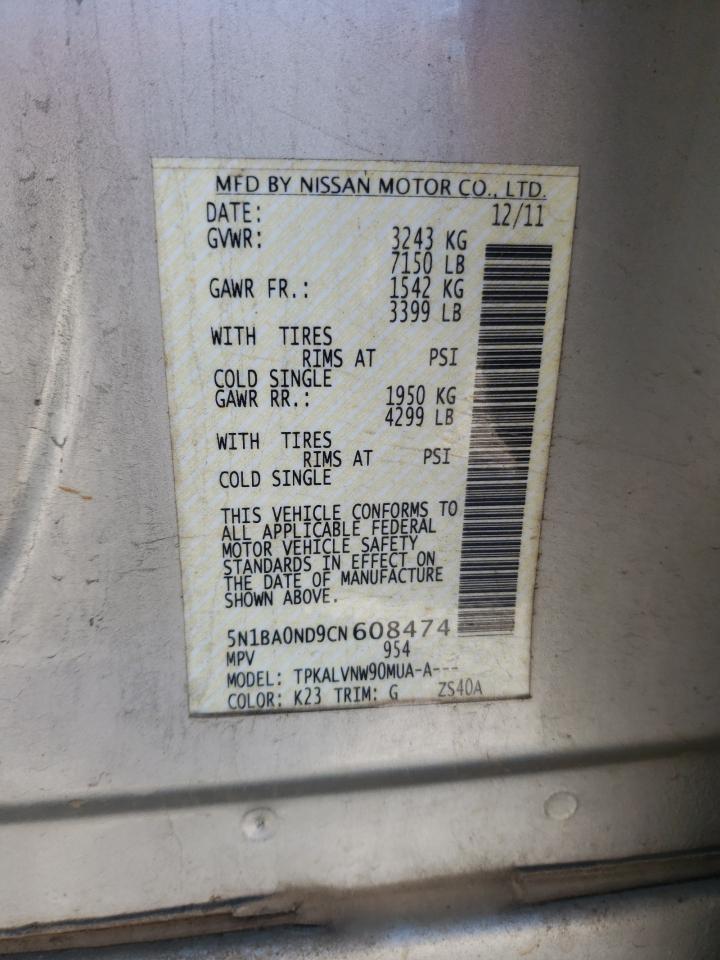 MFD BY NISSAN MOTOR CO., LTD.
DATE: 12/11
GVWR: 3243 KG
7150 LB
GAWR FR.: 1542 KG
3399 LB
WITH TIRES
RIMS AT PSI
COLD SINGLE
GAWR RR.: 1950 KG
4299 LB
WITH TIRES
RIMS AT PSI
COLD SINGLE
THIS VEHICLE CONFORMS TO
ALL APPLICABLE FEDERAL
MOTOR VEHICLE SAFETY
STANDARDS IN EFFECT ON
THE DATE OF MANUFACTURE
SHOWN ABOVE.
5N1BA0ND9CN 608474
MPV 954
MODEL: TPKALVNW90MUA-A---
COLOR: K23 TRIM: G ZS40A